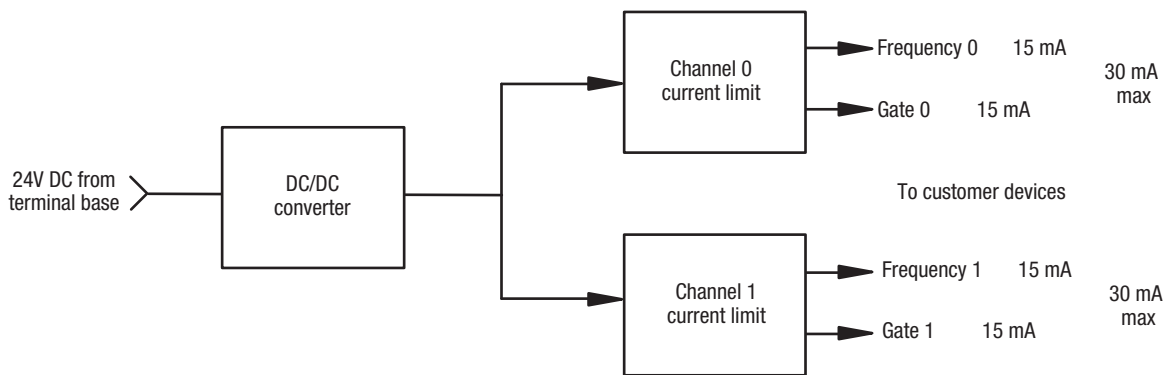 24V DC from
terminal base
DC/DC
converter
Channel 0
current limit
Frequency 0 15 mA
Gate 0 15 mA
30 mA
max
To customer devices
Channel 1
current limit
Frequency 1 15 mA
Gate 1 15 mA
30 mA
max